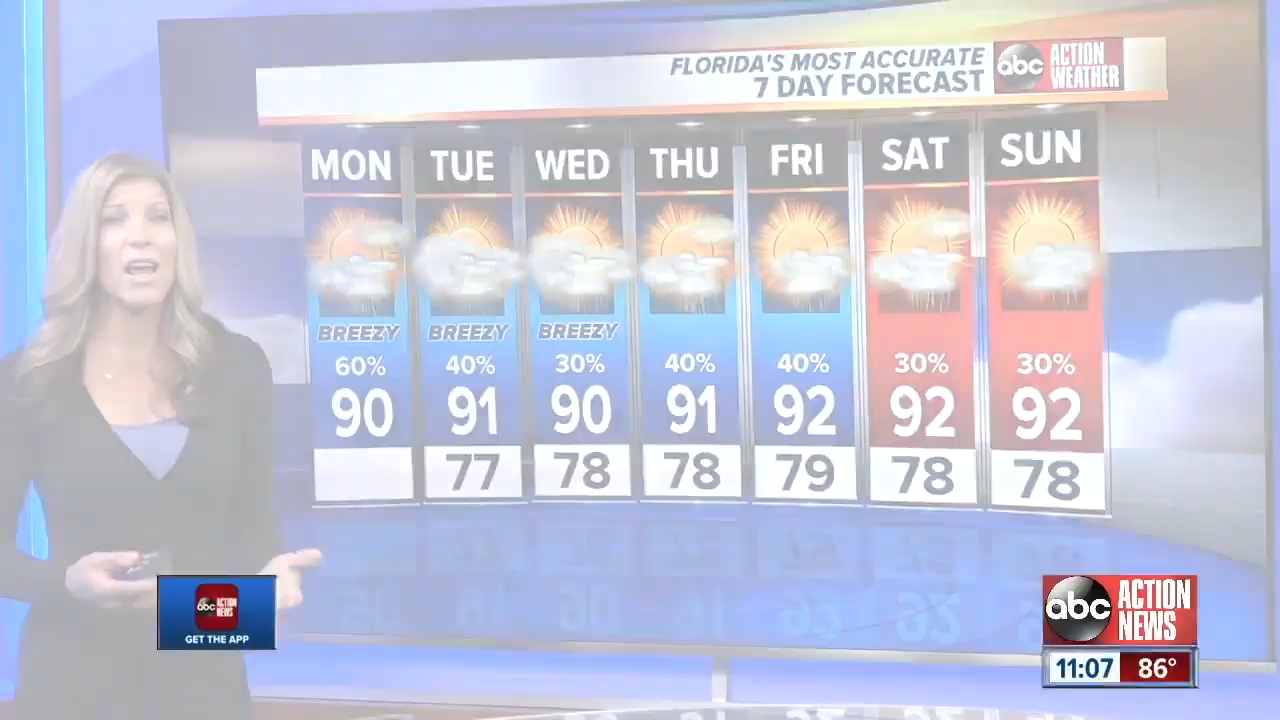 FLORIDA'S MOST ACCURATE
7 DAY FORECAST
abc ACTION WEATHER
MON TUE WED THU FRI SAT SUN
BREEZY BREEZY BREEZY
60% 40% 30% 40% 40% 30% 30%
90 91 90 91 92 92 92
77 78 78 79 78 78
abc ACTION NEWS
GET THE APP
abc ACTION NEWS
11:07 86°